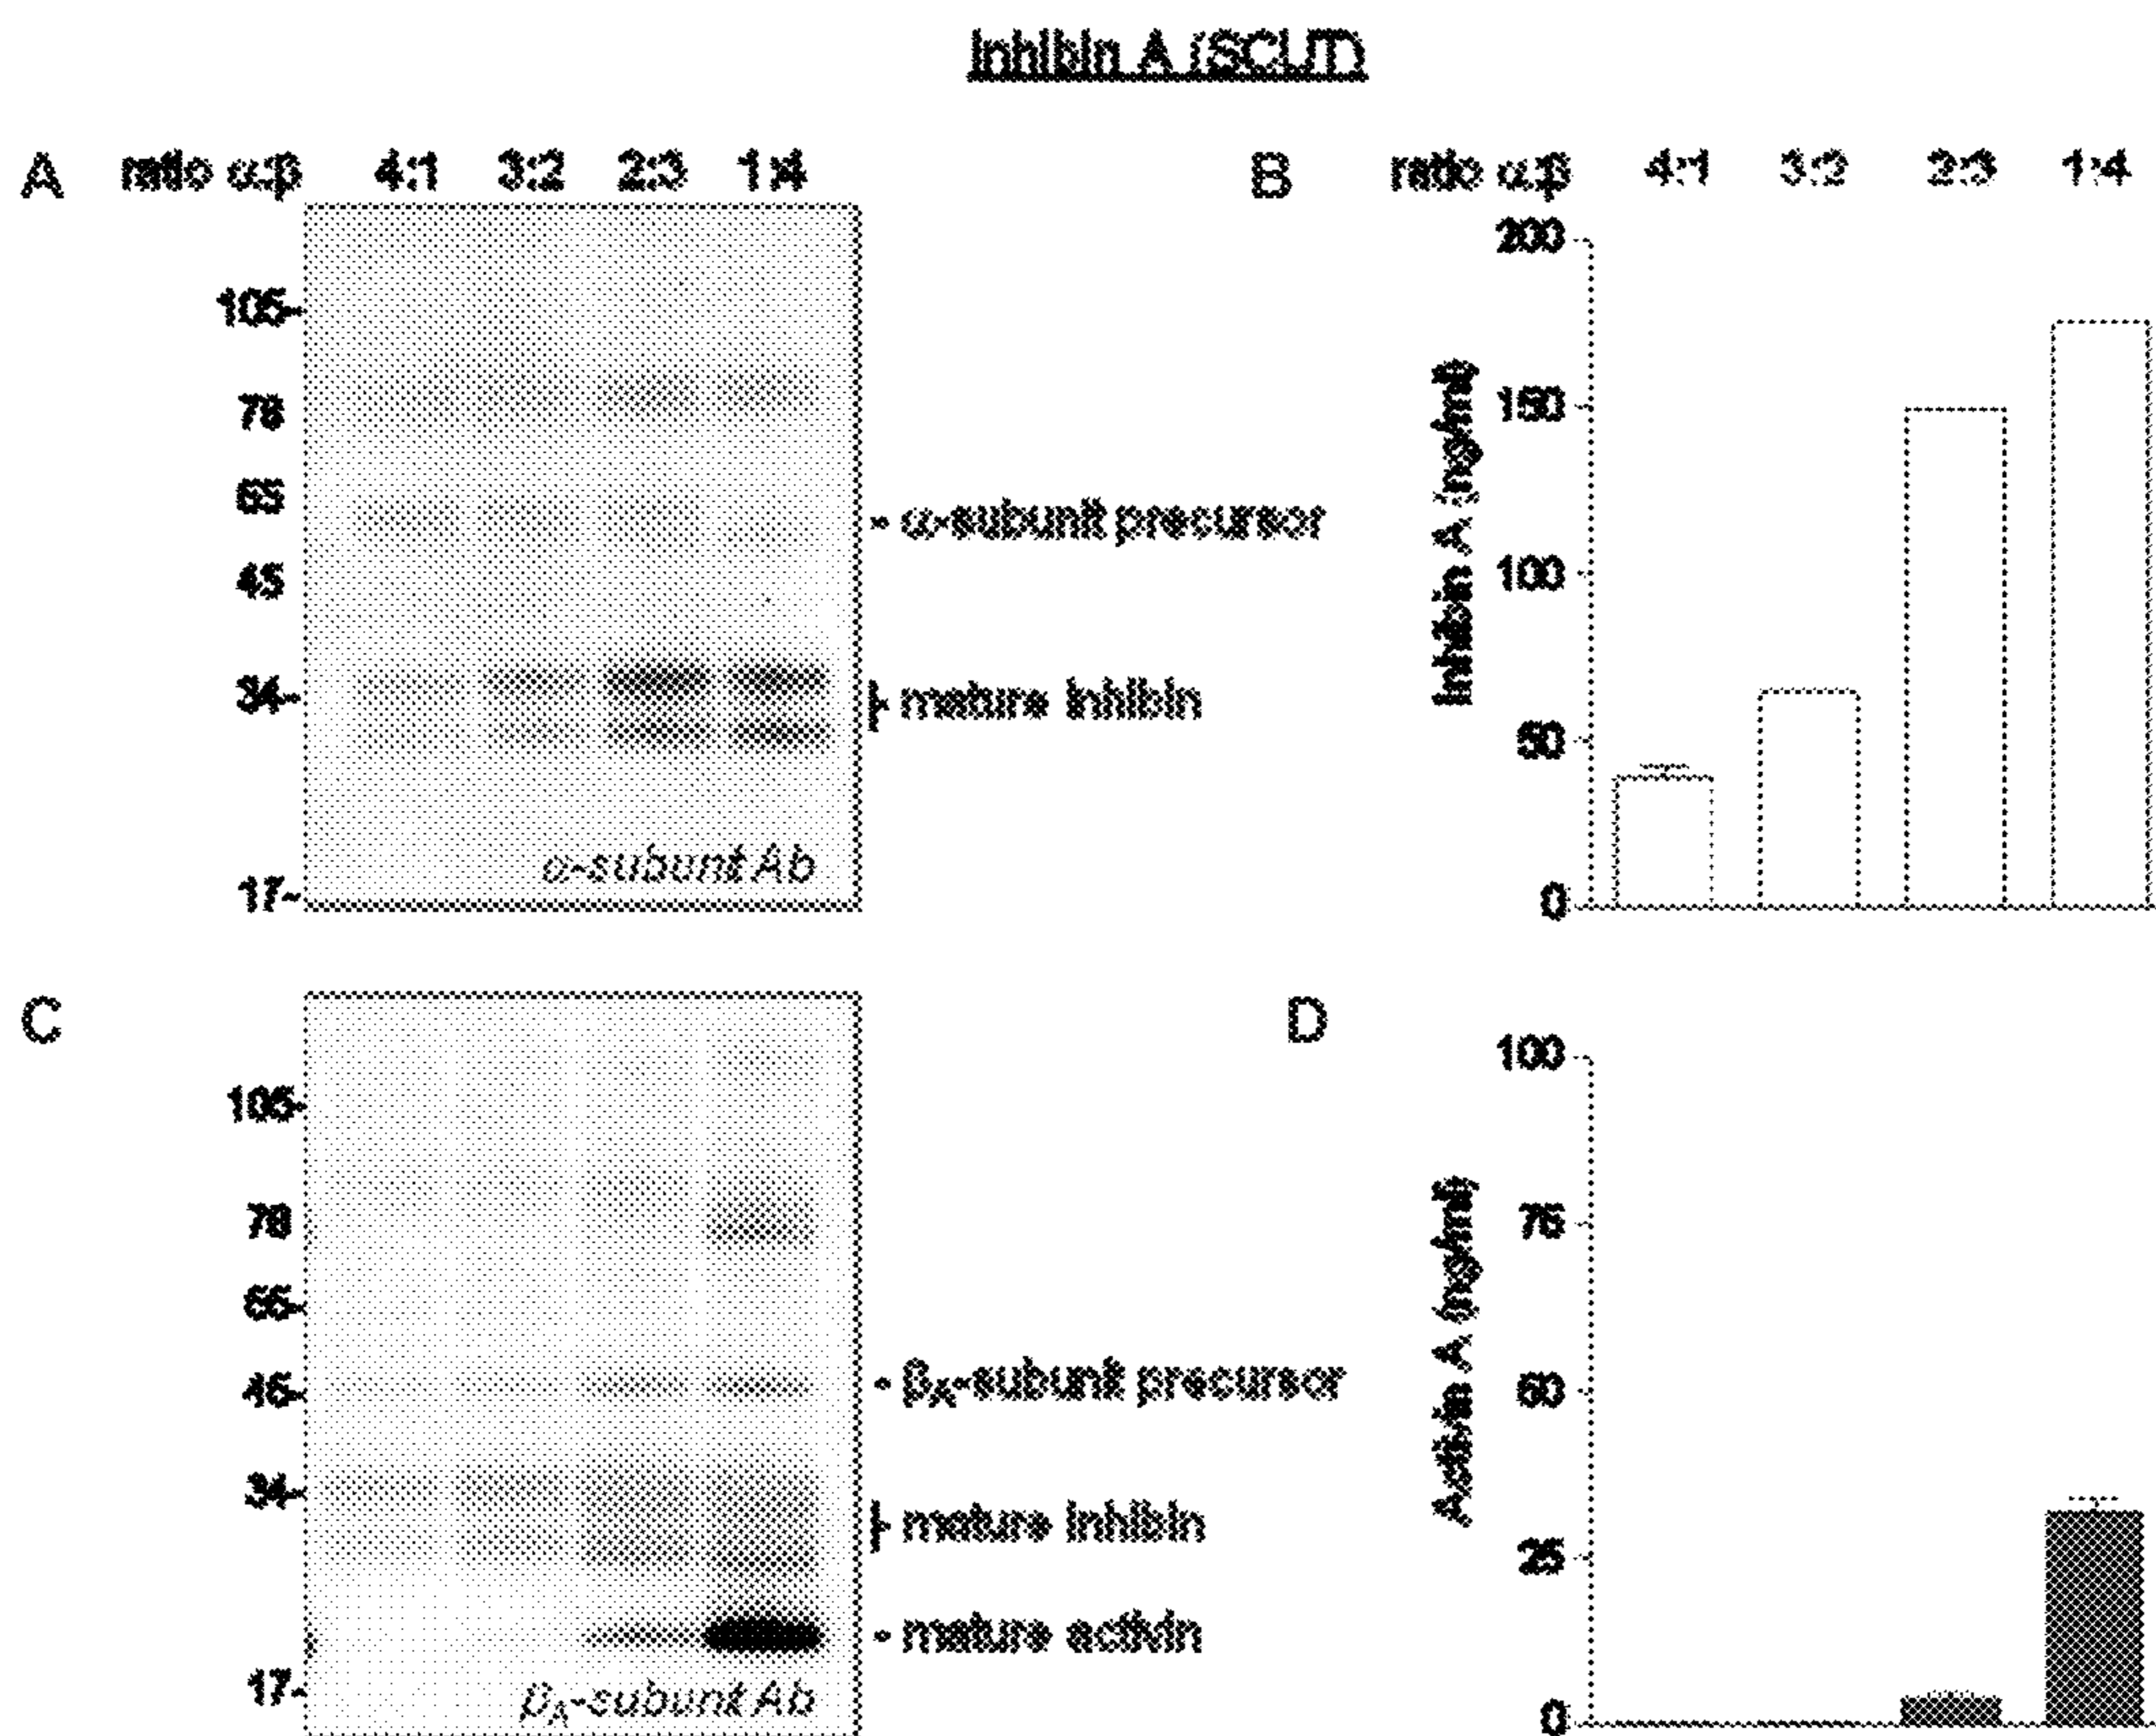 Inhibin A (SCUT)
A ratio α:β 4:1 3:2 2:3 1:4
105
78
45
34
17
α-subunit precursor
mature inhibin
α-subunit Ab
B ratio α:β 4:1 3:2 2:3 1:4
Inhibin A (ng/ml)
200
150
100
50
0
C
105
78
45
34
17
βA-subunit precursor
mature inhibin
mature activin
βA-subunit Ab
D
Activin A (ng/ml)
100
75
50
25
0